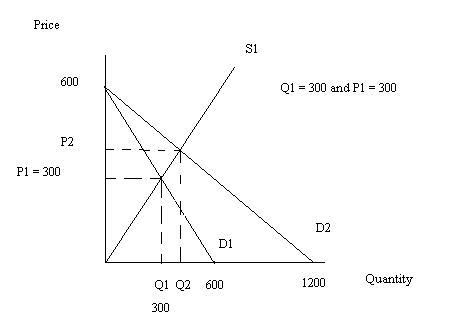 Price
S1
600
Q1 = 300 and P1 = 300
P2
P1 = 300
D2
D1
Q1 Q2 600 1200 Quantity
300